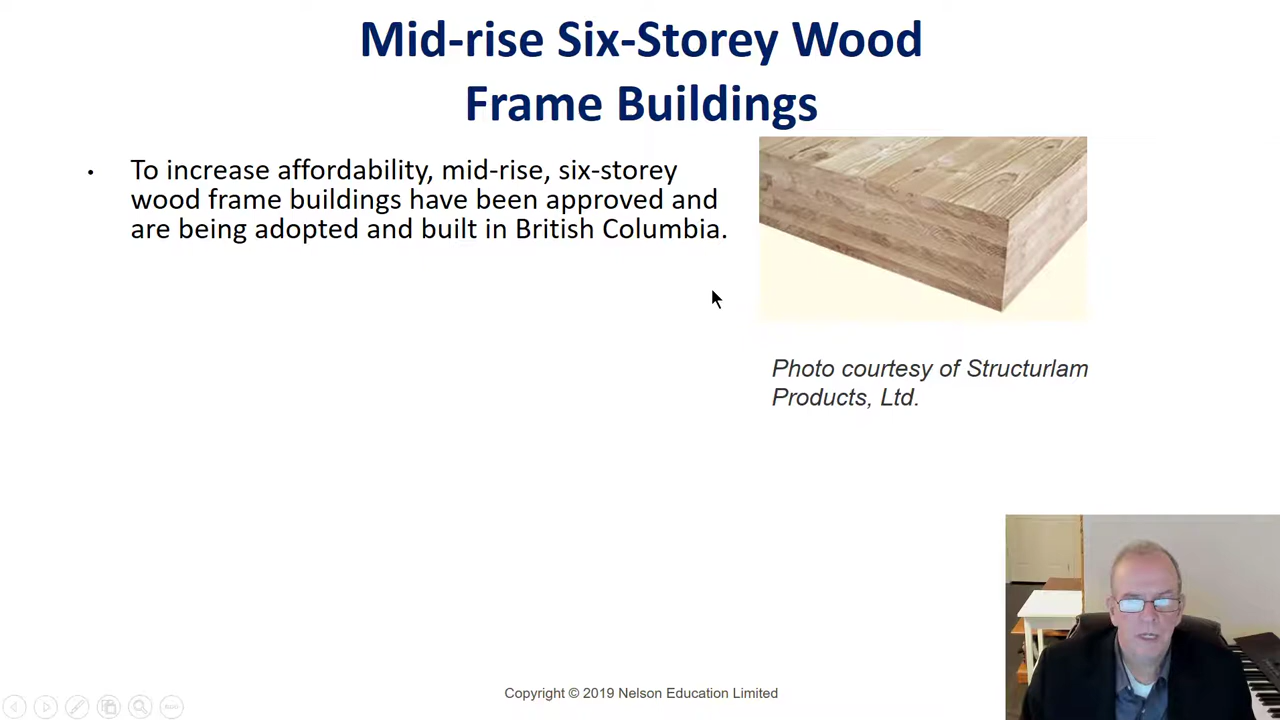 Mid-rise Six-Storey Wood
Frame Buildings
• To increase affordability, mid-rise, six-storey
wood frame buildings have been approved and
are being adopted and built in British Columbia.
Photo courtesy of Structurlam
Products, Ltd.
Copyright © 2019 Nelson Education Limited